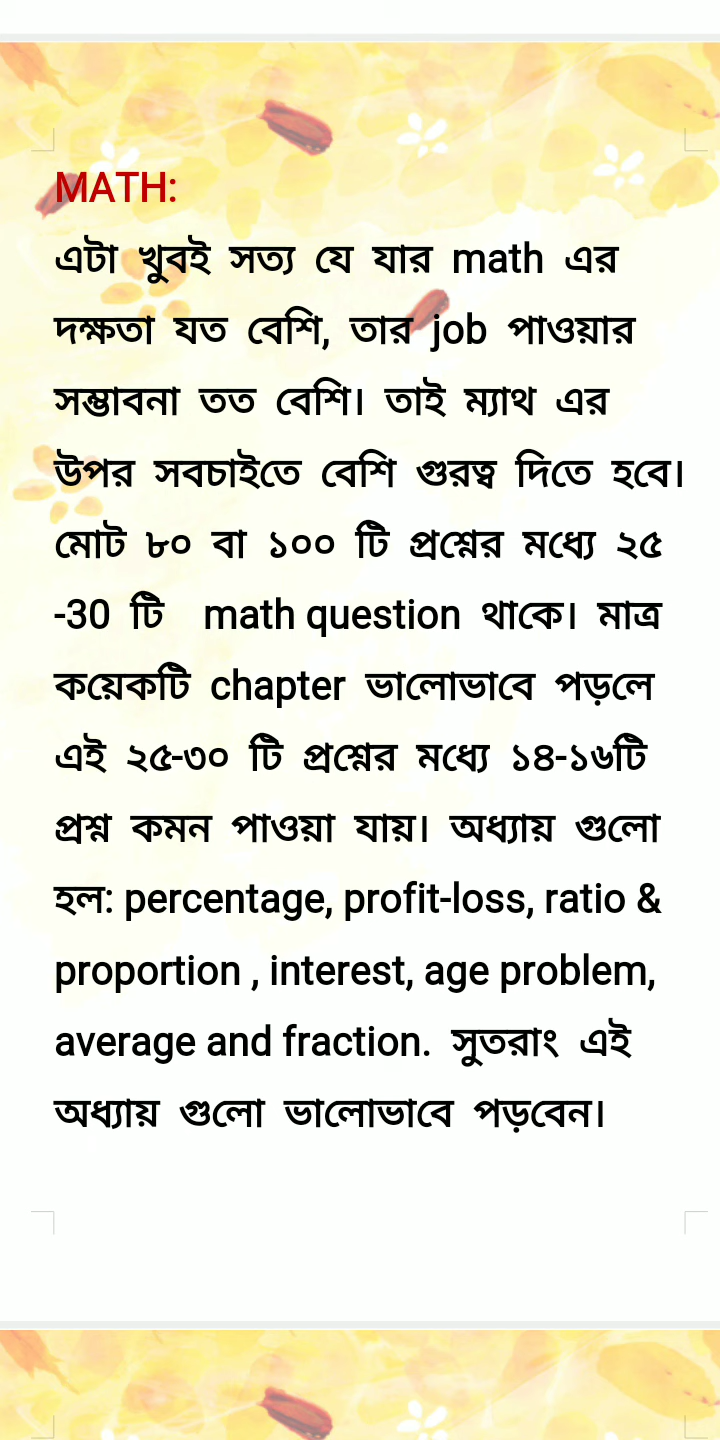 MATH:
এটা খুবই সত্য যে যার math এর
দক্ষতা যত বেশি, তার job পাওয়ার
সম্ভাবনা তত বেশি। তাই ম্যাথ এর
উপর সবচাইতে বেশি গুরত্ব দিতে হবে।
মোট ৮০ বা ১০০ টি প্রশ্নের মধ্যে ২৫
-30 টি math question থাকে। মাত্র
কয়েকটি chapter ভালোভাবে পড়লে
এই ২৫-৩০ টি প্রশ্নের মধ্যে ১৪-১৬টি
প্রশ্ন কমন পাওয়া যায়। অধ্যায় গুলো
হল: percentage, profit-loss, ratio &
proportion , interest, age problem,
average and fraction. সুতরাং এই
অধ্যায় গুলো ভালোভাবে পড়বেন।